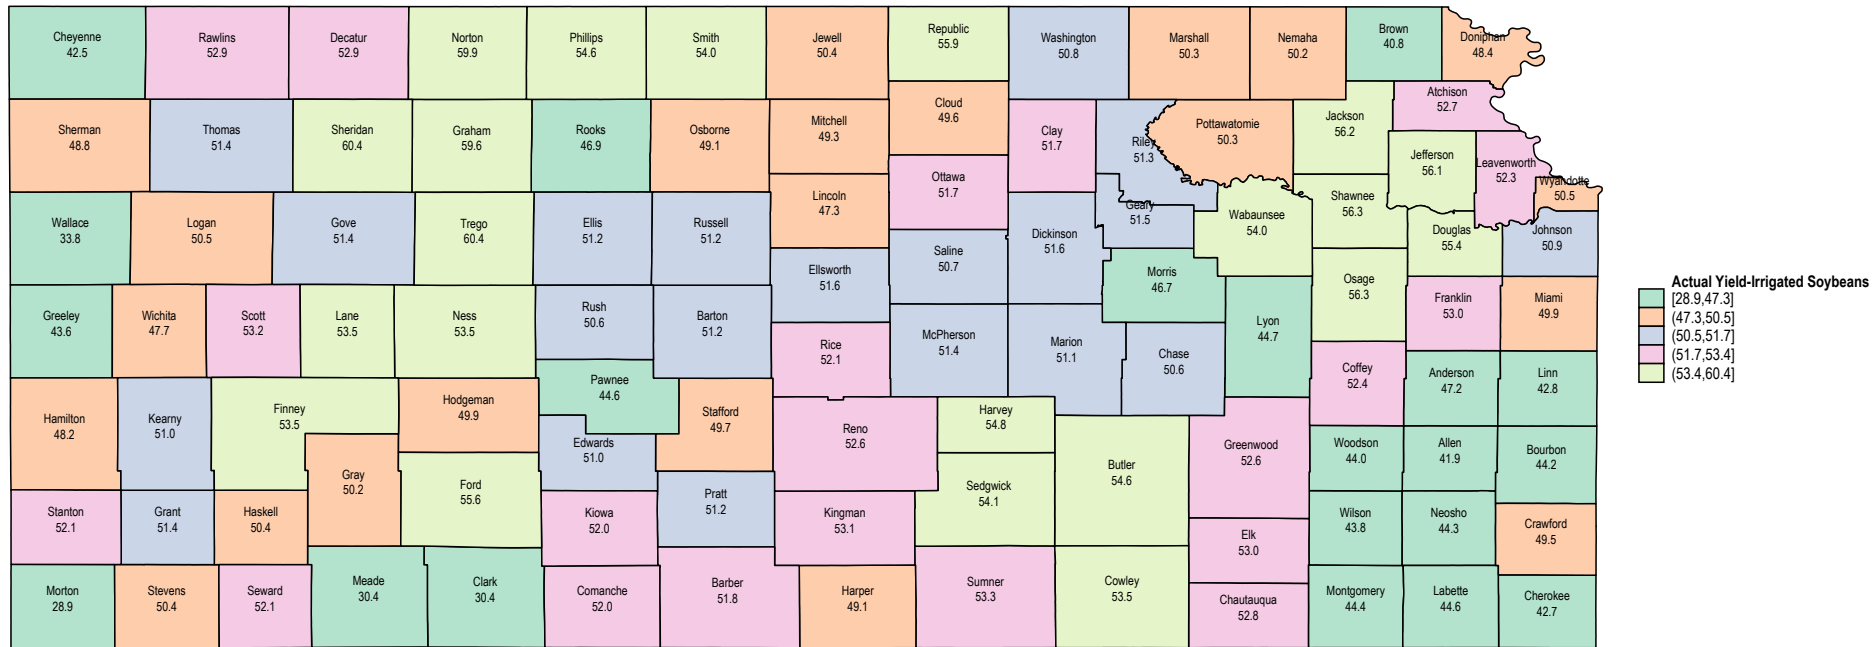 Cheyenne
42.5
Rawlins
52.9
Decatur
52.9
Norton
59.9
Phillips
54.6
Smith
54.0
Jewell
50.4
Republic
55.9
Washington
50.8
Marshall
50.3
Nemaha
50.2
Brown
40.8
Doniphan
48.4
Sherman
48.8
Thomas
51.4
Sheridan
60.4
Graham
59.6
Rooks
46.9
Osborne
49.1
Mitchell
49.3
Cloud
49.6
Clay
51.7
Riley
51.3
Pottawatomie
50.3
Jackson
56.2
Atchison
52.7
Jefferson
56.1
Leavenworth
52.3
Wyandotte
50.5
Wallace
33.8
Logan
50.5
Gove
51.4
Trego
60.4
Ellis
51.2
Russell
51.2
Lincoln
47.3
Ottawa
51.7
Saline
50.7
Dickinson
51.6
Geary
51.5
Wabaunsee
54.0
Shawnee
56.3
Douglas
55.4
Johnson
50.9
Ellsworth
51.6
Morris
46.7
Osage
56.3
Greeley
43.6
Wichita
47.7
Scott
53.2
Lane
53.5
Ness
53.5
Rush
50.6
Barton
51.2
Rice
52.1
McPherson
51.4
Marion
51.1
Chase
50.6
Lyon
44.7
Franklin
53.0
Miami
49.9
Coffey
52.4
Anderson
47.2
Linn
42.8
Hamilton
48.2
Kearny
51.0
Finney
53.5
Hodgeman
49.9
Pawnee
44.6
Stafford
49.7
Edwards
51.0
Reno
52.6
Harvey
54.8
Butler
54.6
Greenwood
52.6
Woodson
44.0
Allen
41.9
Bourbon
44.2
Gray
50.2
Ford
55.6
Sedgwick
54.1
Stanton
52.1
Grant
51.4
Haskell
50.4
Kiowa
52.0
Pratt
51.2
Kingman
53.1
Elk
53.0
Wilson
43.8
Neosho
44.3
Crawford
49.5
Morton
28.9
Stevens
50.4
Seward
52.1
Meade
30.4
Clark
30.4
Comanche
52.0
Barber
51.8
Harper
49.1
Sumner
53.3
Cowley
53.5
Chautauqua
52.8
Montgomery
44.4
Labette
44.6
Cherokee
42.7
Actual Yield-Irrigated Soybeans
[28.9,47.3]
(47.3,50.5]
(50.5,51.7]
(51.7,53.4]
(53.4,60.4]